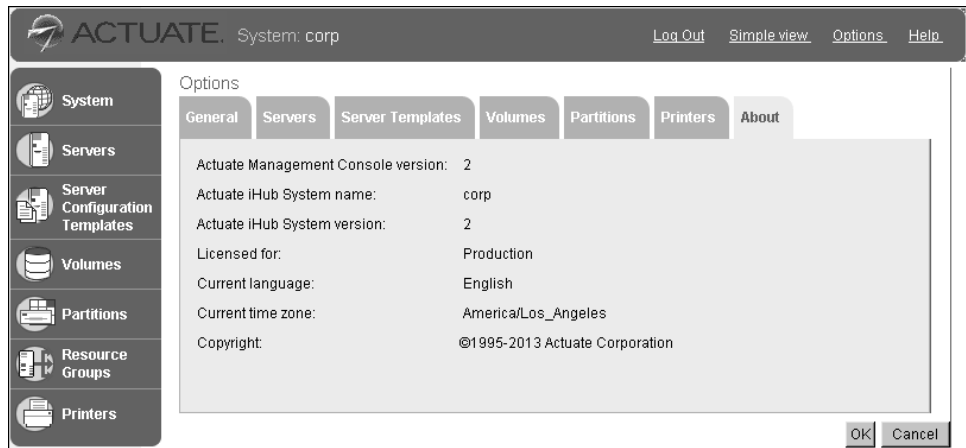 ACTUATE. System: corp Log Out Simple view Options Help
System
Servers
Server
Configuration
Templates
Volumes
Partitions
Resource
Groups
Printers
Options
General Servers Server Templates Volumes Partitions Printers About
Actuate Management Console version: 2
Actuate iHub System name: corp
Actuate iHub System version: 2
Licensed for: Production
Current language: English
Current time zone: America/Los_Angeles
Copyright: ©1995-2013 Actuate Corporation
OK Cancel